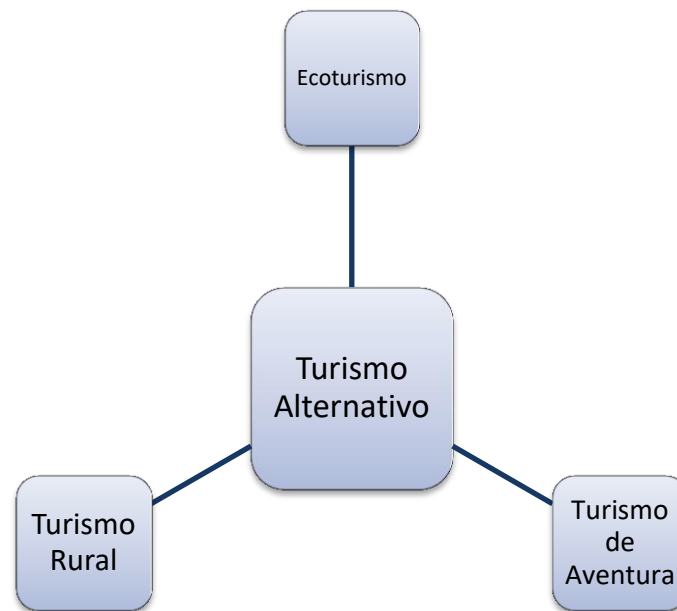 Ecoturismo
Turismo
Alternativo
Turismo
Rural
Turismo
de
Aventura